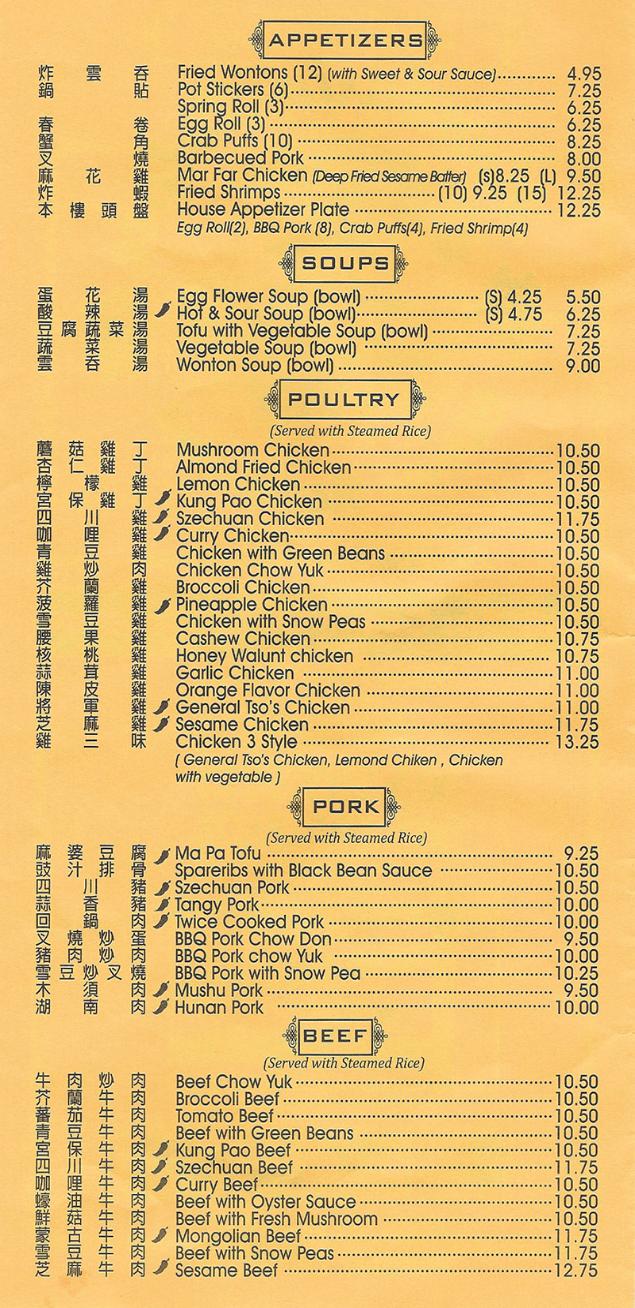 APPETIZERS
炸雲吞 Fried Wontons (12) (with Sweet & Sour Sauce) 4.95
鍋貼 Pot Stickers (6) 7.25
Spring Roll (3) 6.25
春卷 Egg Roll (3) 6.25
蟹角 Crab Puffs (10) 8.25
叉燒 Barbecued Pork 8.00
麻花雞 Mar Far Chicken (Deep Fried Sesame Batter) (s)8.25 (L) 9.50
炸蝦 Fried Shrimps (10) 9.25 (15) 12.25
本樓頭盤 House Appetizer Plate 12.25
Egg Roll(2), BBQ Pork (8), Crab Puffs(4), Fried Shrimp(4)
SOUPS
蛋花湯 Egg Flower Soup (bowl) (S) 4.25 5.50
酸辣湯 Hot & Sour Soup (bowl) (S) 4.75 6.25
豆腐蔬菜湯 Tofu with Vegetable Soup (bowl) 7.25
蔬菜湯 Vegetable Soup (bowl) 7.25
雲吞湯 Wonton Soup (bowl) 9.00
POULTRY
(Served with Steamed Rice)
蘑菇雞丁 Mushroom Chicken 10.50
杏仁雞丁 Almond Fried Chicken 10.50
檸檬雞 Lemon Chicken 10.50
宮保雞丁 Kung Pao Chicken 10.50
四川雞 Szechuan Chicken 11.75
咖哩雞 Curry Chicken 10.50
青豆雞 Chicken with Green Beans 10.50
雞炒肉 Chicken Chow Yuk 10.50
芥蘭雞 Broccoli Chicken 10.50
菠蘿雞 Pineapple Chicken 10.50
雪豆雞 Chicken with Snow Peas 10.50
腰果雞 Cashew Chicken 10.75
核桃雞 Honey Walunt chicken 10.75
蒜茸雞 Garlic Chicken 11.00
陳皮雞 Orange Flavor Chicken 11.00
將軍雞 General Tso's Chicken 11.00
芝麻雞 Sesame Chicken 11.75
雞三味 Chicken 3 Style 13.25
( General Tso's Chicken, Lemond Chiken , Chicken
with vegetable )
PORK
(Served with Steamed Rice)
麻婆豆腐 Ma Pa Tofu 9.25
豉汁排骨 Spareribs with Black Bean Sauce 10.50
四川豬 Szechuan Pork 10.50
蒜香豬 Tangy Pork 10.00
回鍋肉 Twice Cooked Pork 10.00
叉燒炒蛋 BBQ Pork Chow Don 9.50
豬肉炒肉 BBQ Pork chow Yuk 10.00
雪豆炒叉燒 BBQ Pork with Snow Pea 10.25
木須肉 Mushu Pork 9.50
湖南肉 Hunan Pork 10.00
BEEF
(Served with Steamed Rice)
牛肉炒肉 Beef Chow Yuk 10.50
芥蘭牛肉 Broccoli Beef 10.50
蕃茄牛肉 Tomato Beef 10.50
青豆牛肉 Beef with Green Beans 10.50
宮保牛肉 Kung Pao Beef 10.50
四川牛肉 Szechuan Beef 11.75
咖哩牛肉 Curry Beef 10.50
蠔油牛肉 Beef with Oyster Sauce 10.50
鮮菇牛肉 Beef with Fresh Mushroom 10.50
蒙古牛肉 Mongolian Beef 11.75
雪豆牛肉 Beef with Snow Peas 11.75
芝麻牛肉 Sesame Beef 12.75